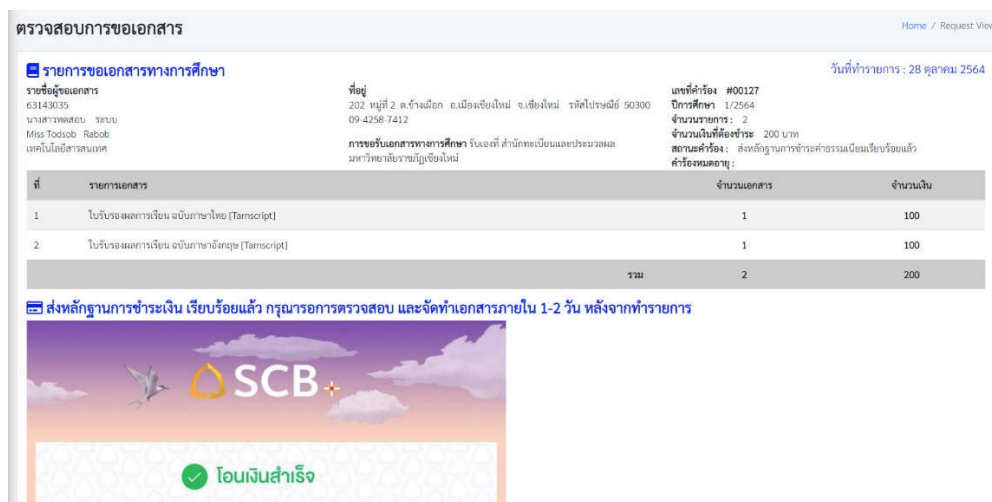 ตรวจสอบการขอเอกสาร
Home / Request View
รายการขอเอกสารทางการศึกษา
วันที่ทำรายการ : 28 ตุลาคม 2564
รายชื่อผู้ขอเอกสาร
63143035
นางสาวทดสอบ ระบบ
Miss Todsob Rabob
เทคโนโลยีสารสนเทศ
ที่อยู่
202 หมู่ที่ 2 ต.ช้างเผือก อ.เมืองเชียงใหม่ จ.เชียงใหม่ รหัสไปรษณีย์ 50300
09-4258-7412
การขอรับเอกสารทางการศึกษา รับเองที่ สำนักทะเบียนและประมวลผล
มหาวิทยาลัยราชภัฏเชียงใหม่
เลขที่คำร้อง #00127
ปีการศึกษา 1/2564
จำนวนรายการ : 2
จำนวนเงินที่ต้องชำระ 200 บาท
สถานะคำร้อง : ส่งหลักฐานการชำระค่าธรรมเนียมเรียบร้อยแล้ว
คำร้องหมดอายุ :
ที่ รายการเอกสาร จำนวนเอกสาร จำนวนเงิน
1 ใบรับรองผลการเรียน ฉบับภาษาไทย [Tarnscript] 1 100
2 ใบรับรองผลการเรียน ฉบับภาษาอังกฤษ [Tarnscript] 1 100
รวม 2 200
ส่งหลักฐานการชำระเงิน เรียบร้อยแล้ว กรุณารอการตรวจสอบ และจัดทำเอกสารภายใน 1-2 วัน หลังจากทำรายการ
SCB+
โอนเงินสำเร็จ